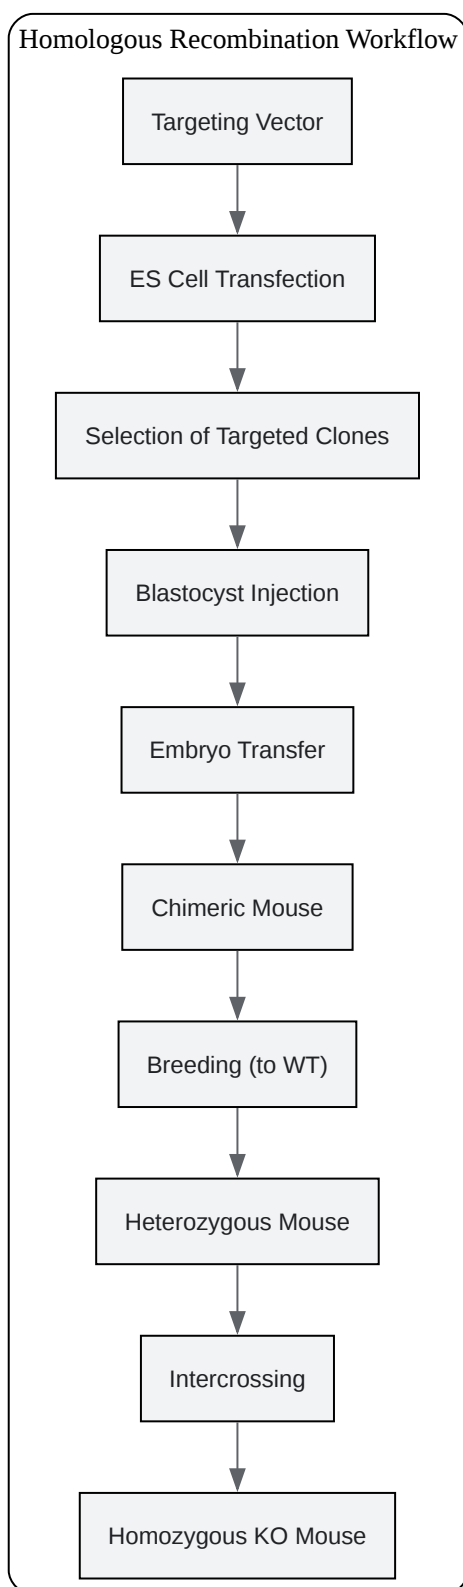 Homologous Recombination Workflow
Targeting Vector
ES Cell Transfection
Selection of Targeted Clones
Blastocyst Injection
Embryo Transfer
Chimeric Mouse
Breeding (to WT)
Heterozygous Mouse
Intercrossing
Homozygous KO Mouse